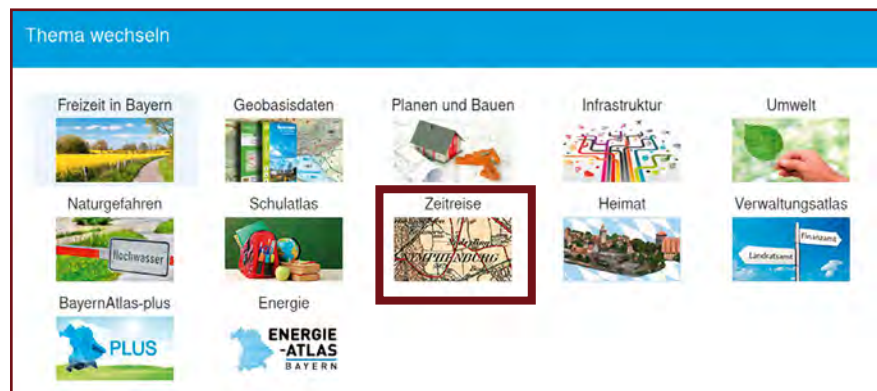 Thema wechseln
Freizeit in Bayern
Geobasisdaten
Planen und Bauen
Infrastruktur
Umwelt
Naturgefahren
Schulatlas
Zeitreise
Heimat
Verwaltungsatlas
Hochwasser
NYMPHENBURG
Finanzamt
Landratsamt
BayernAtlas-plus
Energie
PLUS
ENERGIE
-ATLAS
BAYERN